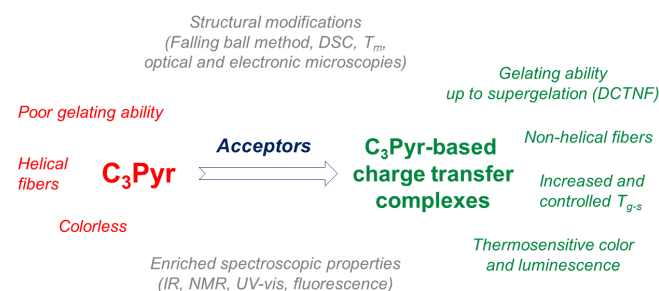 Structural modifications
(Falling ball method, DSC, Tm,
optical and electronic microscopies)
Poor gelating ability
Helical
fibers
C3Pyr
Colorless
Acceptors
C3Pyr-based
charge transfer
complexes
Gelating ability
up to supergelation (DCTNF)
Non-helical fibers
Increased and
controlled Tg-s
Thermosensitive color
and luminescence
Enriched spectroscopic properties
(IR, NMR, UV-vis, fluorescence)